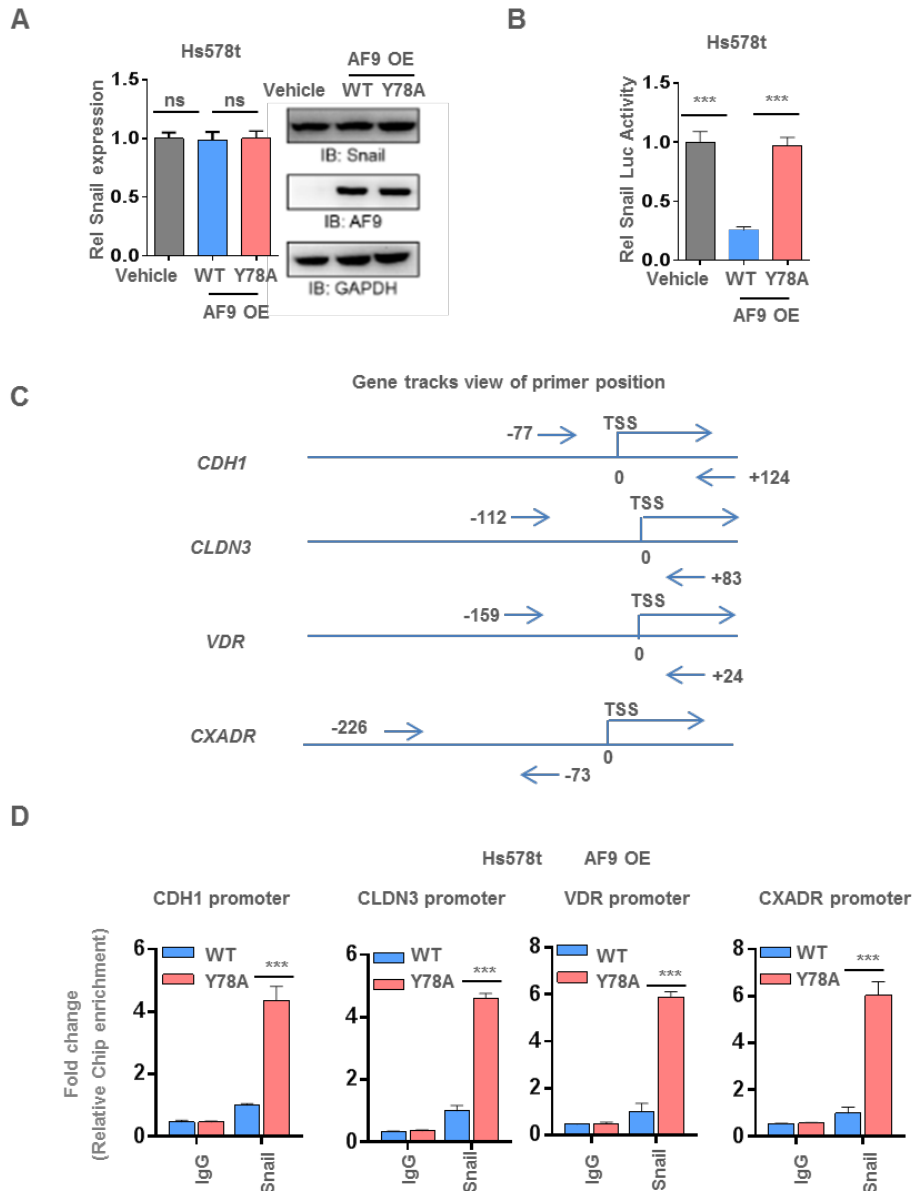 A
Hs578t
Rel Snail expression
1.5
1.0
0.5
0.0
ns
ns
Vehicle
WT Y78A
AF9 OE
AF9 OE
Vehicle WT Y78A
IB: Snail
IB: AF9
IB: GAPDH
B
Hs578t
Rel Snail Luc Activity
1.5
1.0
0.5
0.0
*** ***
Vehicle WT Y78A
AF9 OE
C
Gene tracks view of primer position
CDH1
-77
TSS
0
+124
CLDN3
-112
TSS
0
+83
VDR
-159
TSS
0
+24
CXADR
-226
TSS
0
-73
D
Hs578t AF9 OE
Fold change
(Relative Chip enrichment)
CDH1 promoter
6
4
2
0
WT
Y78A
***
IgG
Snail
CLDN3 promoter
6
4
2
0
WT
Y78A
***
IgG
Snail
VDR promoter
8
6
4
2
0
WT
Y78A
***
IgG
Snail
CXADR promoter
8
6
4
2
0
WT
Y78A
***
IgG
Snail